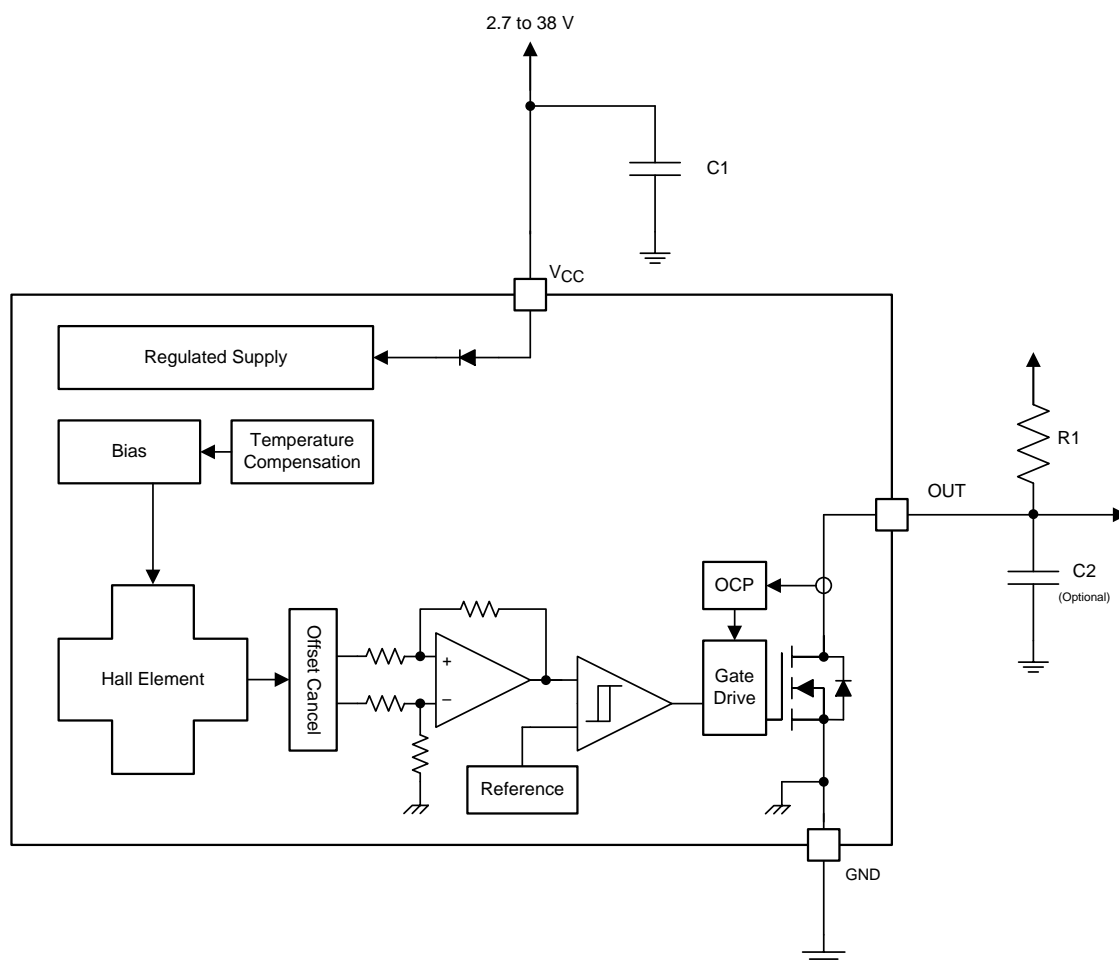 2.7 to 38 V
C1
VCC
Regulated Supply
Bias
Temperature
Compensation
R1
OUT
C2
(Optional)
OCP
Hall Element
Offset Cancel
+
–
Gate
Drive
Reference
GND